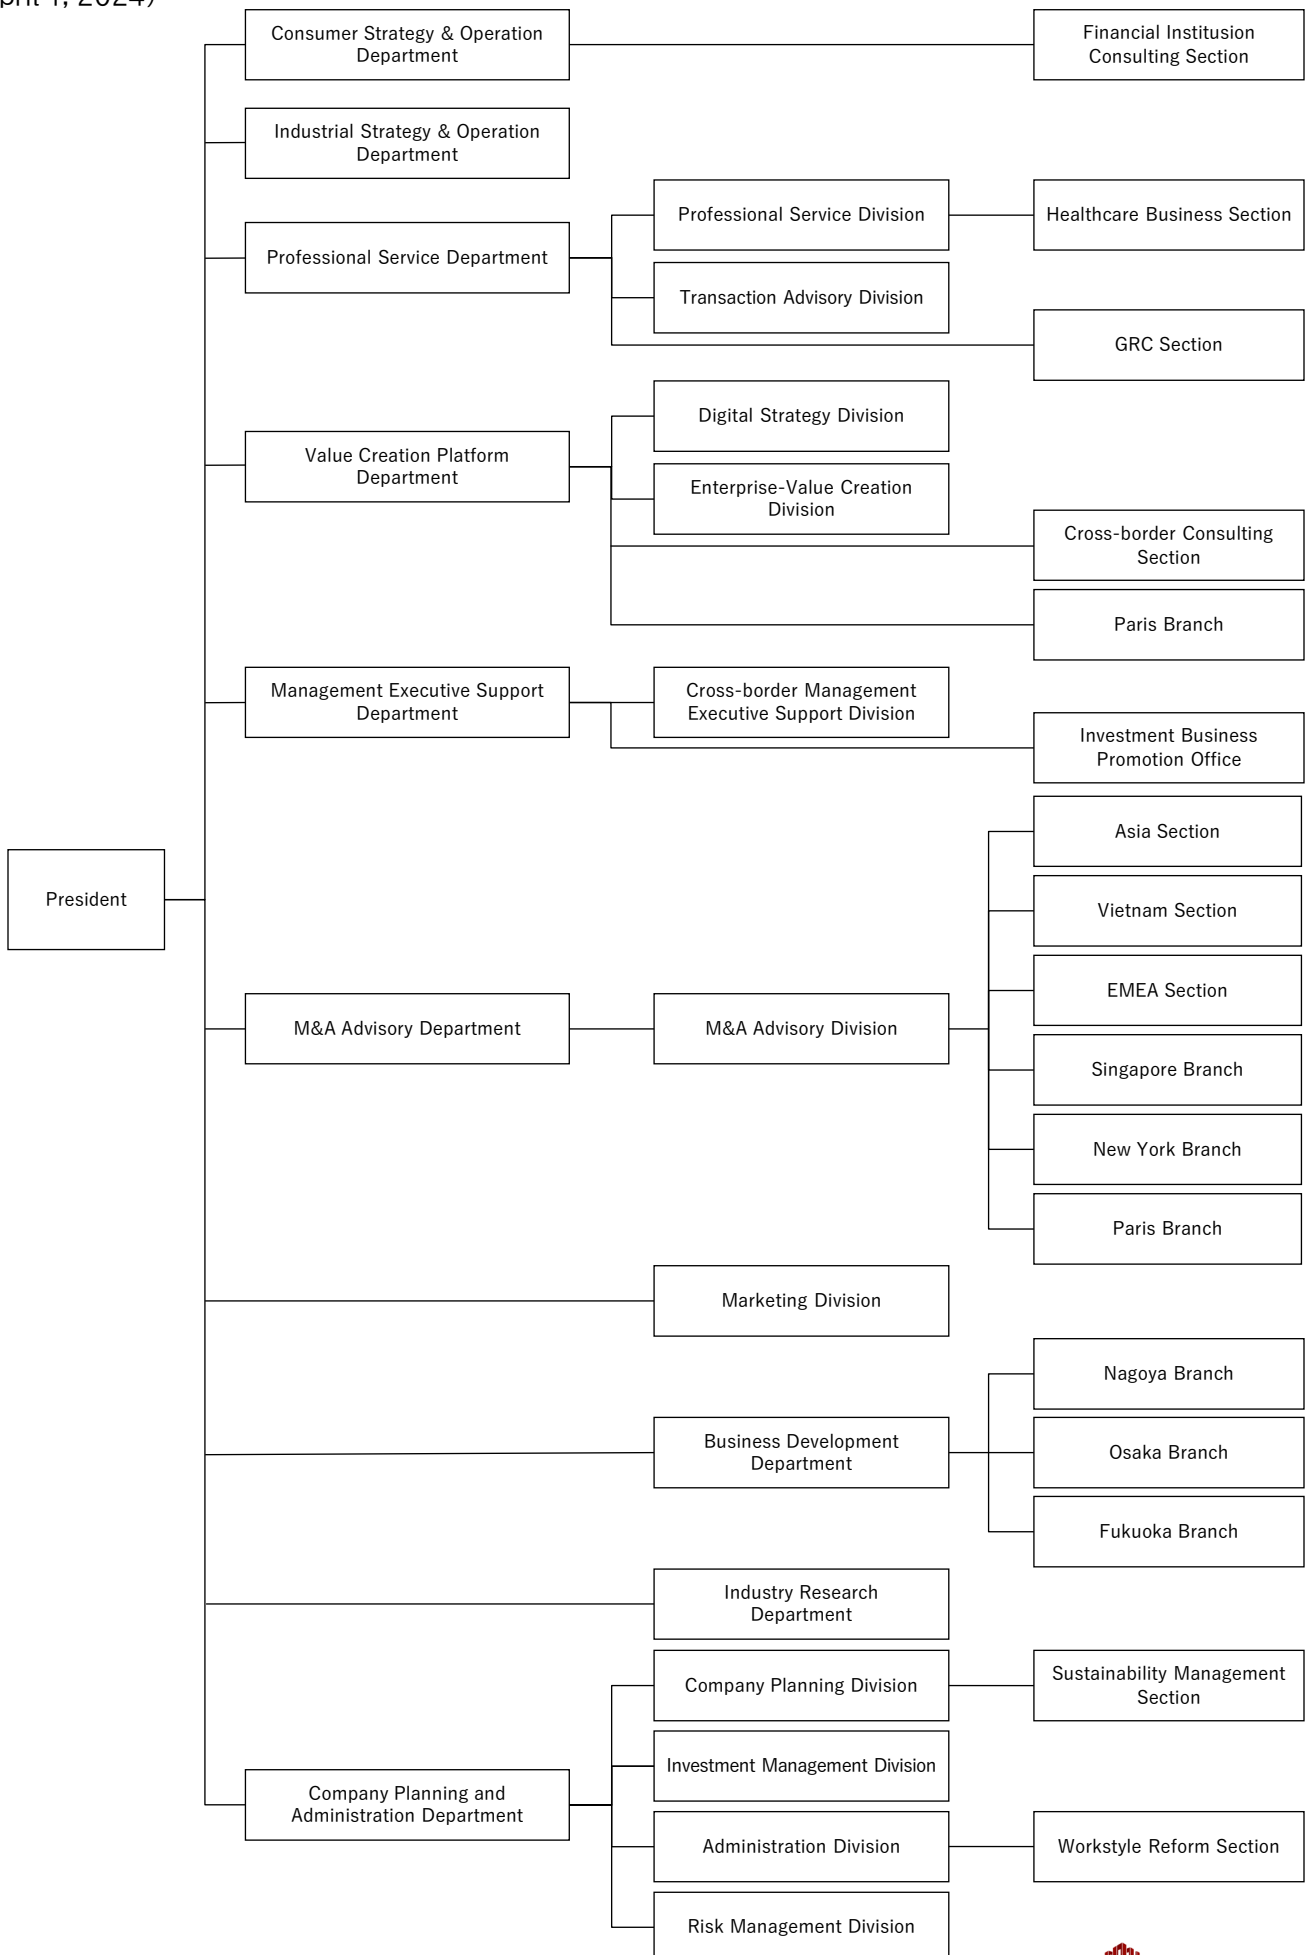 pril 1, 2024)
Consumer Strategy & Operation
Department
Financial Institusion
Consulting Section
Industrial Strategy & Operation
Department
Professional Service Division
Healthcare Business Section
Professional Service Department
Transaction Advisory Division
GRC Section
Digital Strategy Division
Value Creation Platform
Department
Enterprise-Value Creation
Division
Cross-border Consulting
Section
Paris Branch
Management Executive Support
Department
Cross-border Management
Executive Support Division
Investment Business
Promotion Office
Asia Section
President
Vietnam Section
EMEA Section
M&A Advisory Department
M&A Advisory Division
Singapore Branch
New York Branch
Paris Branch
Marketing Division
Nagoya Branch
Business Development
Department
Osaka Branch
Fukuoka Branch
Industry Research
Department
Company Planning Division
Sustainability Management
Section
Investment Management Division
Company Planning and
Administration Department
Administration Division
Workstyle Reform Section
Risk Management Division